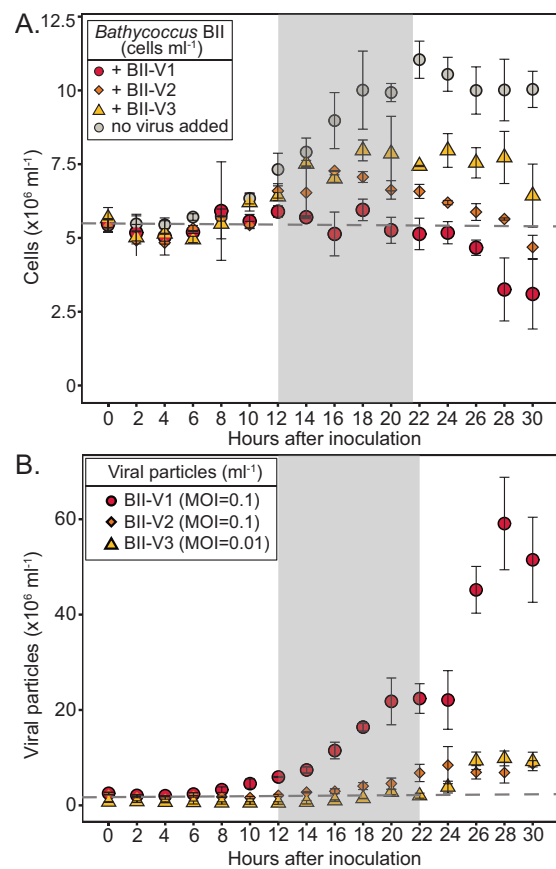 A.
Bathycoccus BII
(cells ml⁻¹)
+ BII-V1
+ BII-V2
+ BII-V3
no virus added
Cells (x10⁶ ml⁻¹)
12.5
10
7.5
5
2.5
0
0 2 4 6 8 10 12 14 16 18 20 22 24 26 28 30
Hours after inoculation
B.
Viral particles (ml⁻¹)
BII-V1 (MOI=0.1)
BII-V2 (MOI=0.1)
BII-V3 (MOI=0.01)
Viral particles (x10⁶ ml⁻¹)
60
40
20
0
0 2 4 6 8 10 12 14 16 18 20 22 24 26 28 30
Hours after inoculation